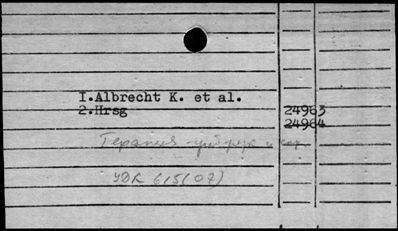 I.Albrecht K. et al.
2.Hrsg 24963
24964
Терапия
УДК 615(07)